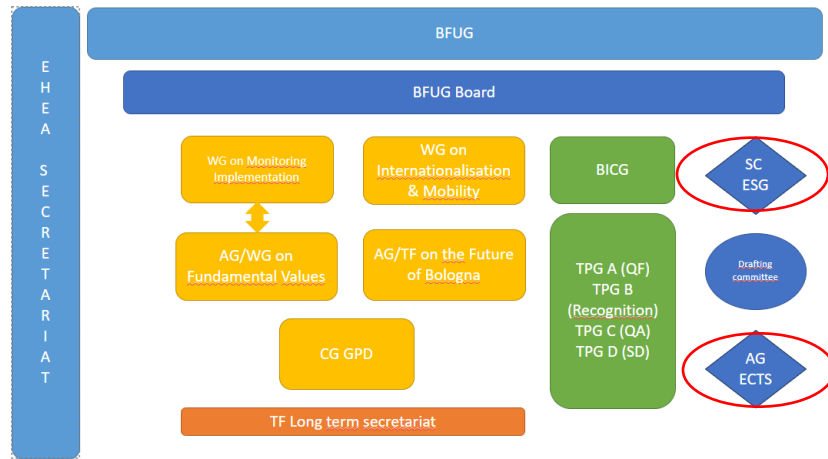 BFUG
EHEA SECRETARIAT
BFUG Board
WG on Monitoring
Implementation
WG on
Internationalisation
& Mobility
BICG
SC
ESG
AG/WG on
Fundamental Values
AG/TF on the Future
of Bologna
TPG A (QF)
TPG B
(Recognition)
TPG C (QA)
TPG D (SD)
Drafting
committee
CG GPD
AG
ECTS
TF Long term secretariat